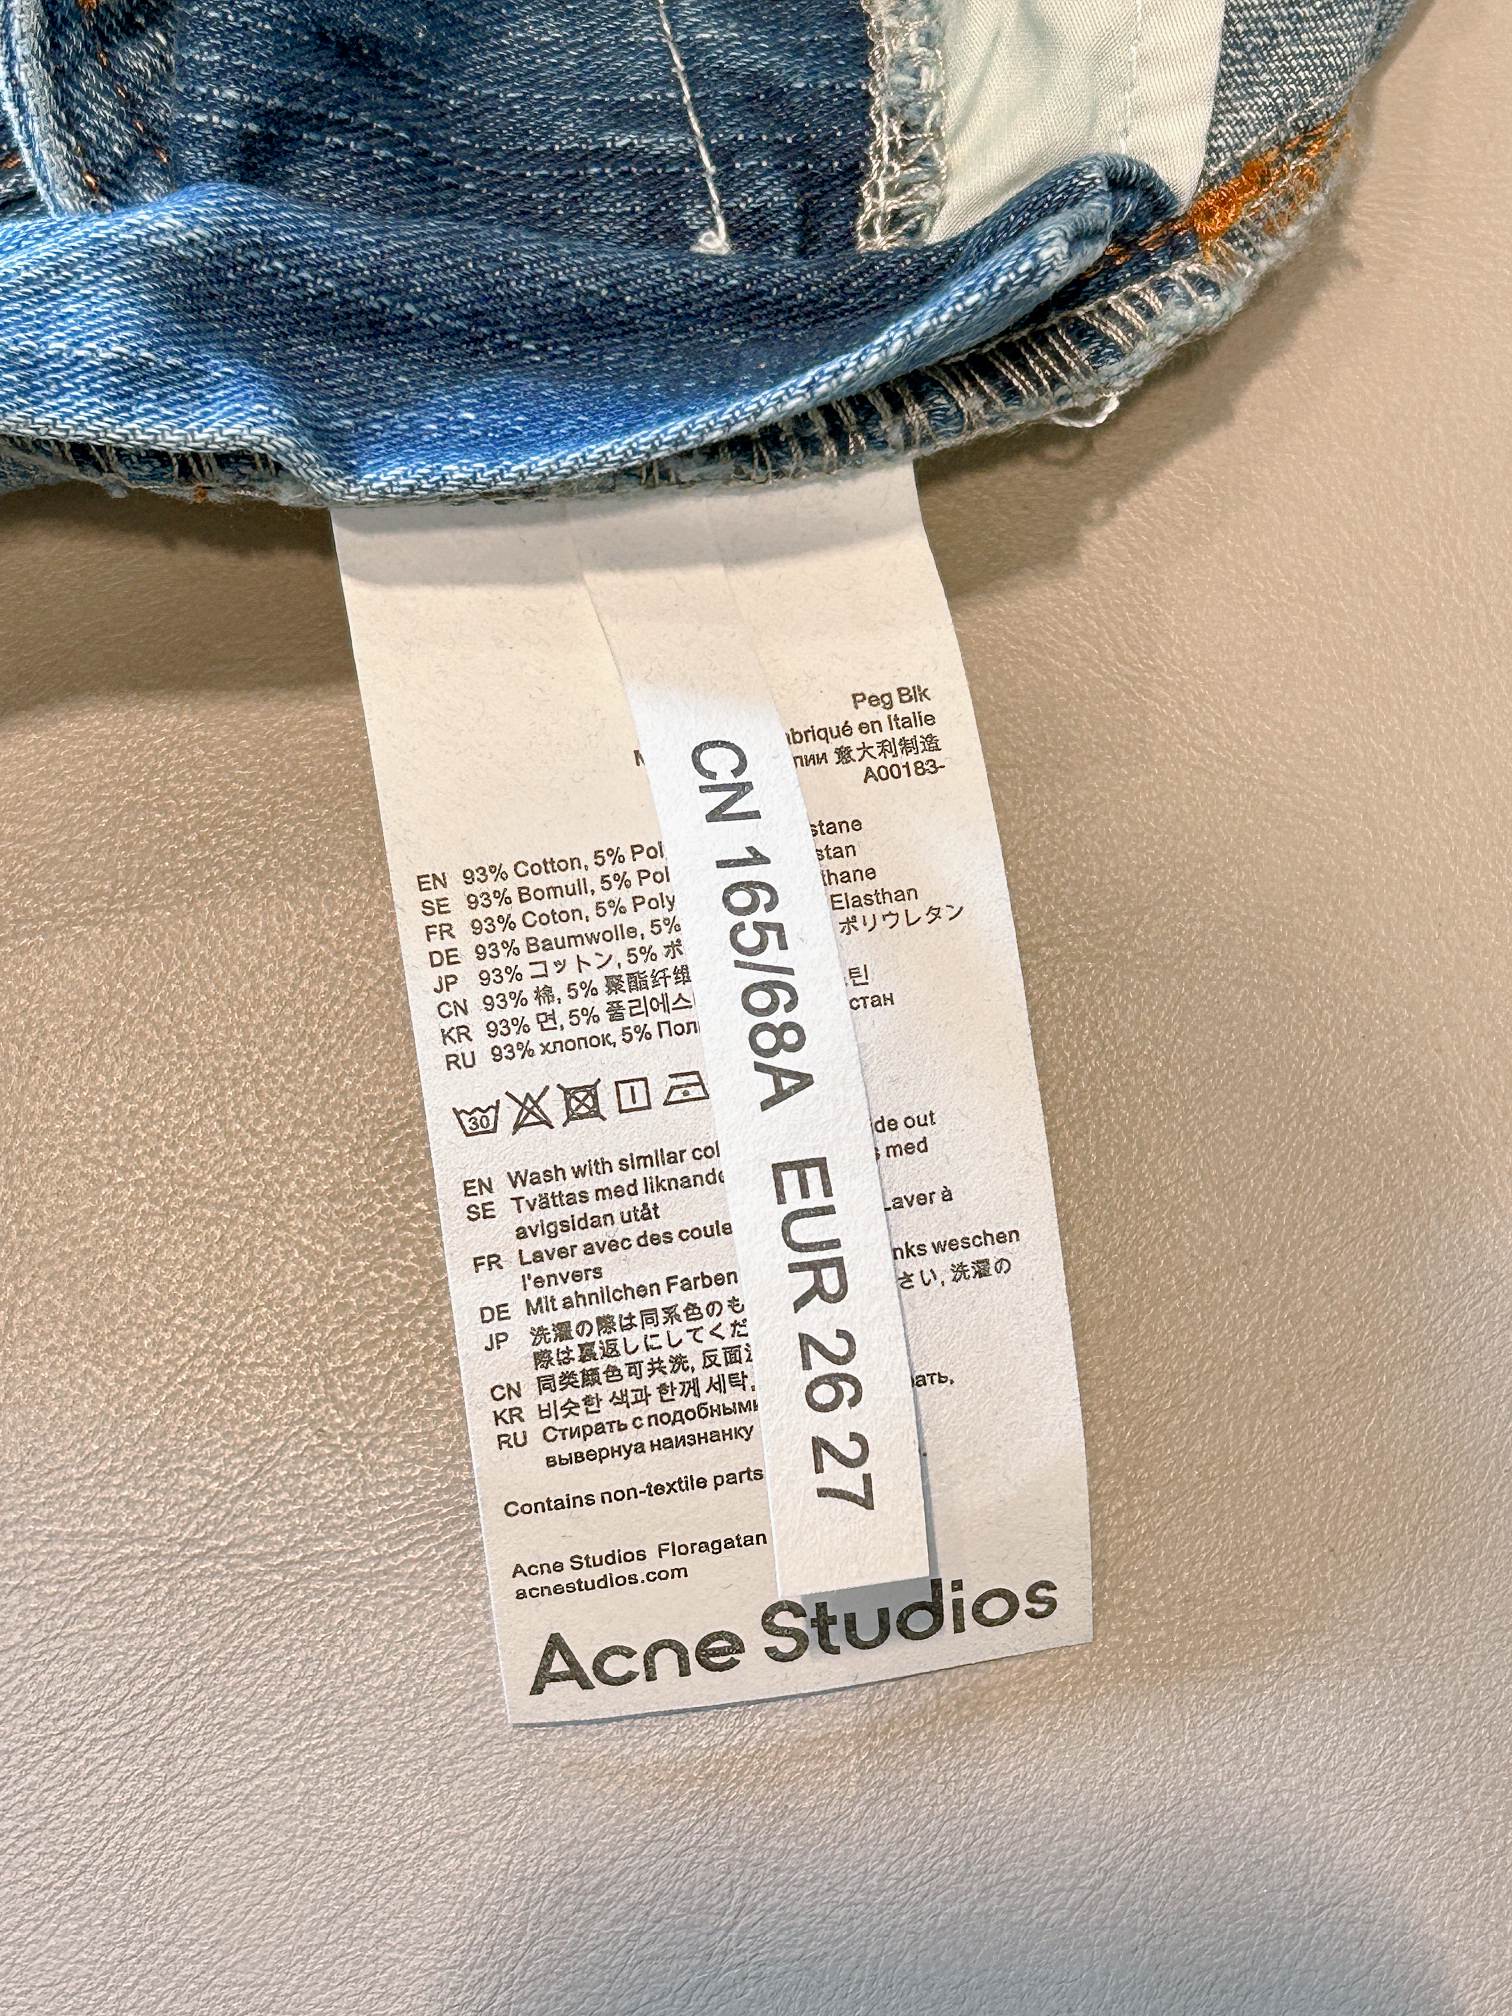 Peg Blk
abriqué en Italie
пии 意大利制造
A00183-
EN 93% Cotton, 5% Pol stane
SE 93% Bomull, 5% Pol stan
FR 93% Coton, 5% Poly thane
DE 93% Baumwolle, 5% Elasthan
JP 93% コットン, 5% ポ ポリウレタン
CN 93% 棉, 5% 聚酯纤维
KR 93% 면, 5% 폴리에스 틴
RU 93% хлопок, 5% Пол стан
30
EN Wash with similar col de out
SE Tvättas med liknande s med
avigsidan utåt
FR Laver avec des coule Laver à
l'envers
DE Mit ahnlichen Farben nks weschen
JP 洗濯の際は同系色のも さい, 洗濯の
際は裏返しにしてくだ
CN 同类颜色可共洗, 反面
KR 비슷한 색과 한께 세탁,
RU Стирать с подобными рать,
вывернуа наизнанку
Contains non-textile parts
Acne Studios Floragatan
acnestudios.com
Acne Studios
CN 165/68A EUR 26 27